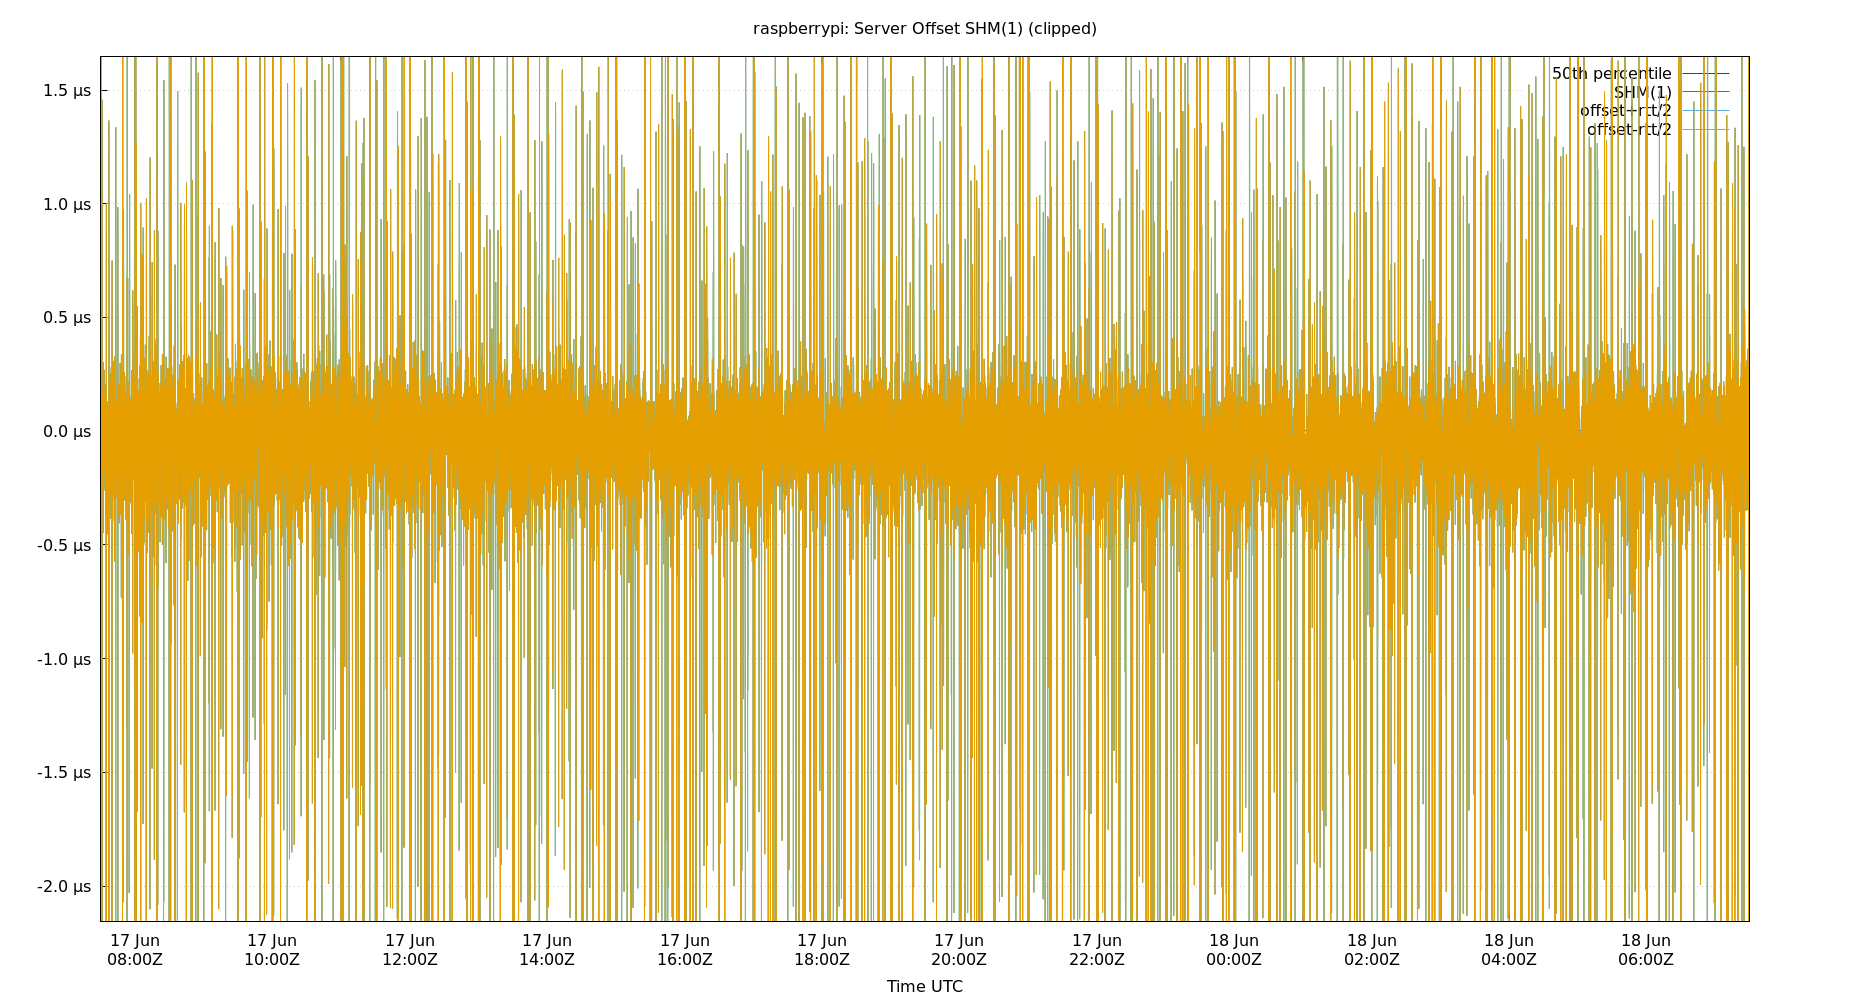 raspberrypi: Server Offset SHM(1) (clipped)
50th percentile
SHM(1)
offset+rtt/2
offset-rtt/2
1.5 µs
1.0 µs
0.5 µs
0.0 µs
-0.5 µs
-1.0 µs
-1.5 µs
-2.0 µs
17 Jun 17 Jun 17 Jun 17 Jun 17 Jun 17 Jun 17 Jun 17 Jun 18 Jun 18 Jun 18 Jun 18 Jun
08:00Z 10:00Z 12:00Z 14:00Z 16:00Z 18:00Z 20:00Z 22:00Z 00:00Z 02:00Z 04:00Z 06:00Z
Time UTC